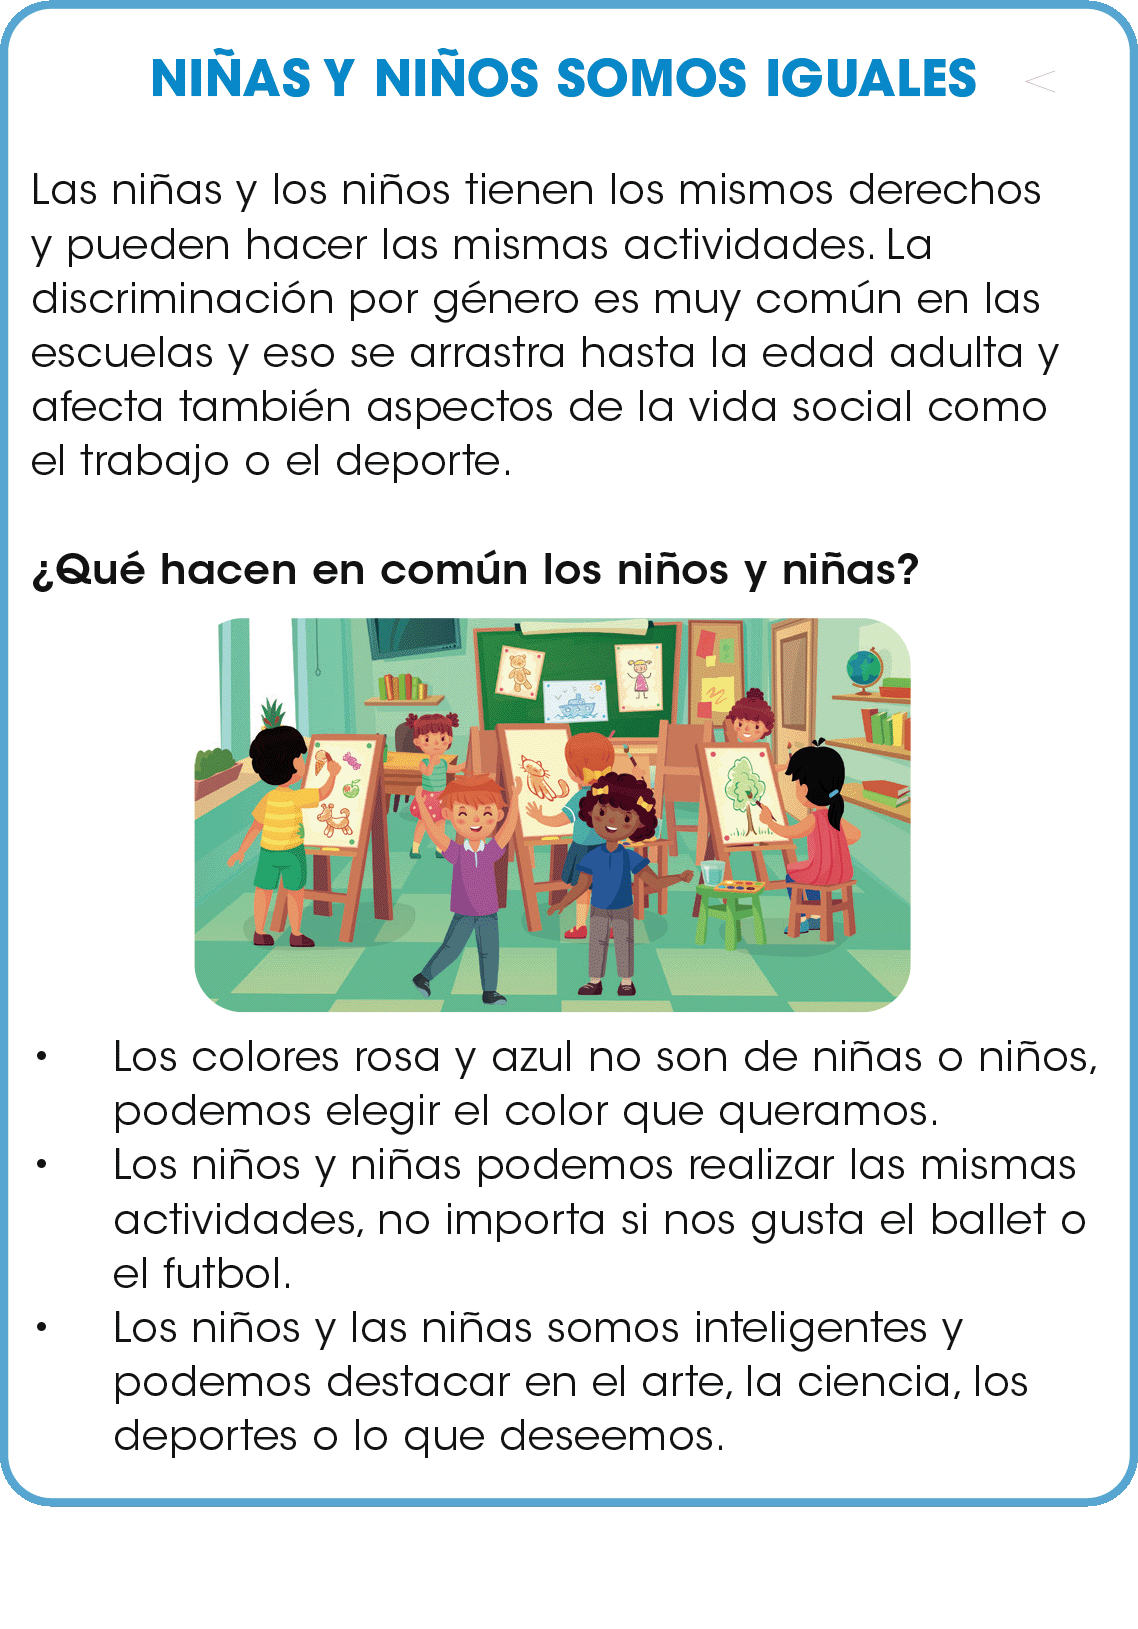 NIÑAS Y NIÑOS SOMOS IGUALES
Las niñas y los niños tienen los mismos derechos
y pueden hacer las mismas actividades. La
discriminación por género es muy común en las
escuelas y eso se arrastra hasta la edad adulta y
afecta también aspectos de la vida social como
el trabajo o el deporte.
¿Qué hacen en común los niños y niñas?
• Los colores rosa y azul no son de niñas o niños,
podemos elegir el color que queramos.
• Los niños y niñas podemos realizar las mismas
actividades, no importa si nos gusta el ballet o
el futbol.
• Los niños y las niñas somos inteligentes y
podemos destacar en el arte, la ciencia, los
deportes o lo que deseemos.